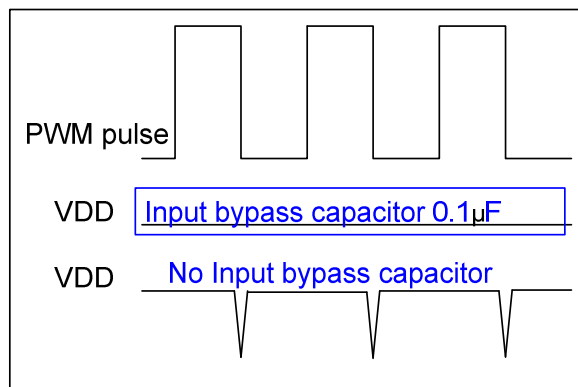 PWM pulse
VDD Input bypass capacitor 0.1µF
VDD No Input bypass capacitor